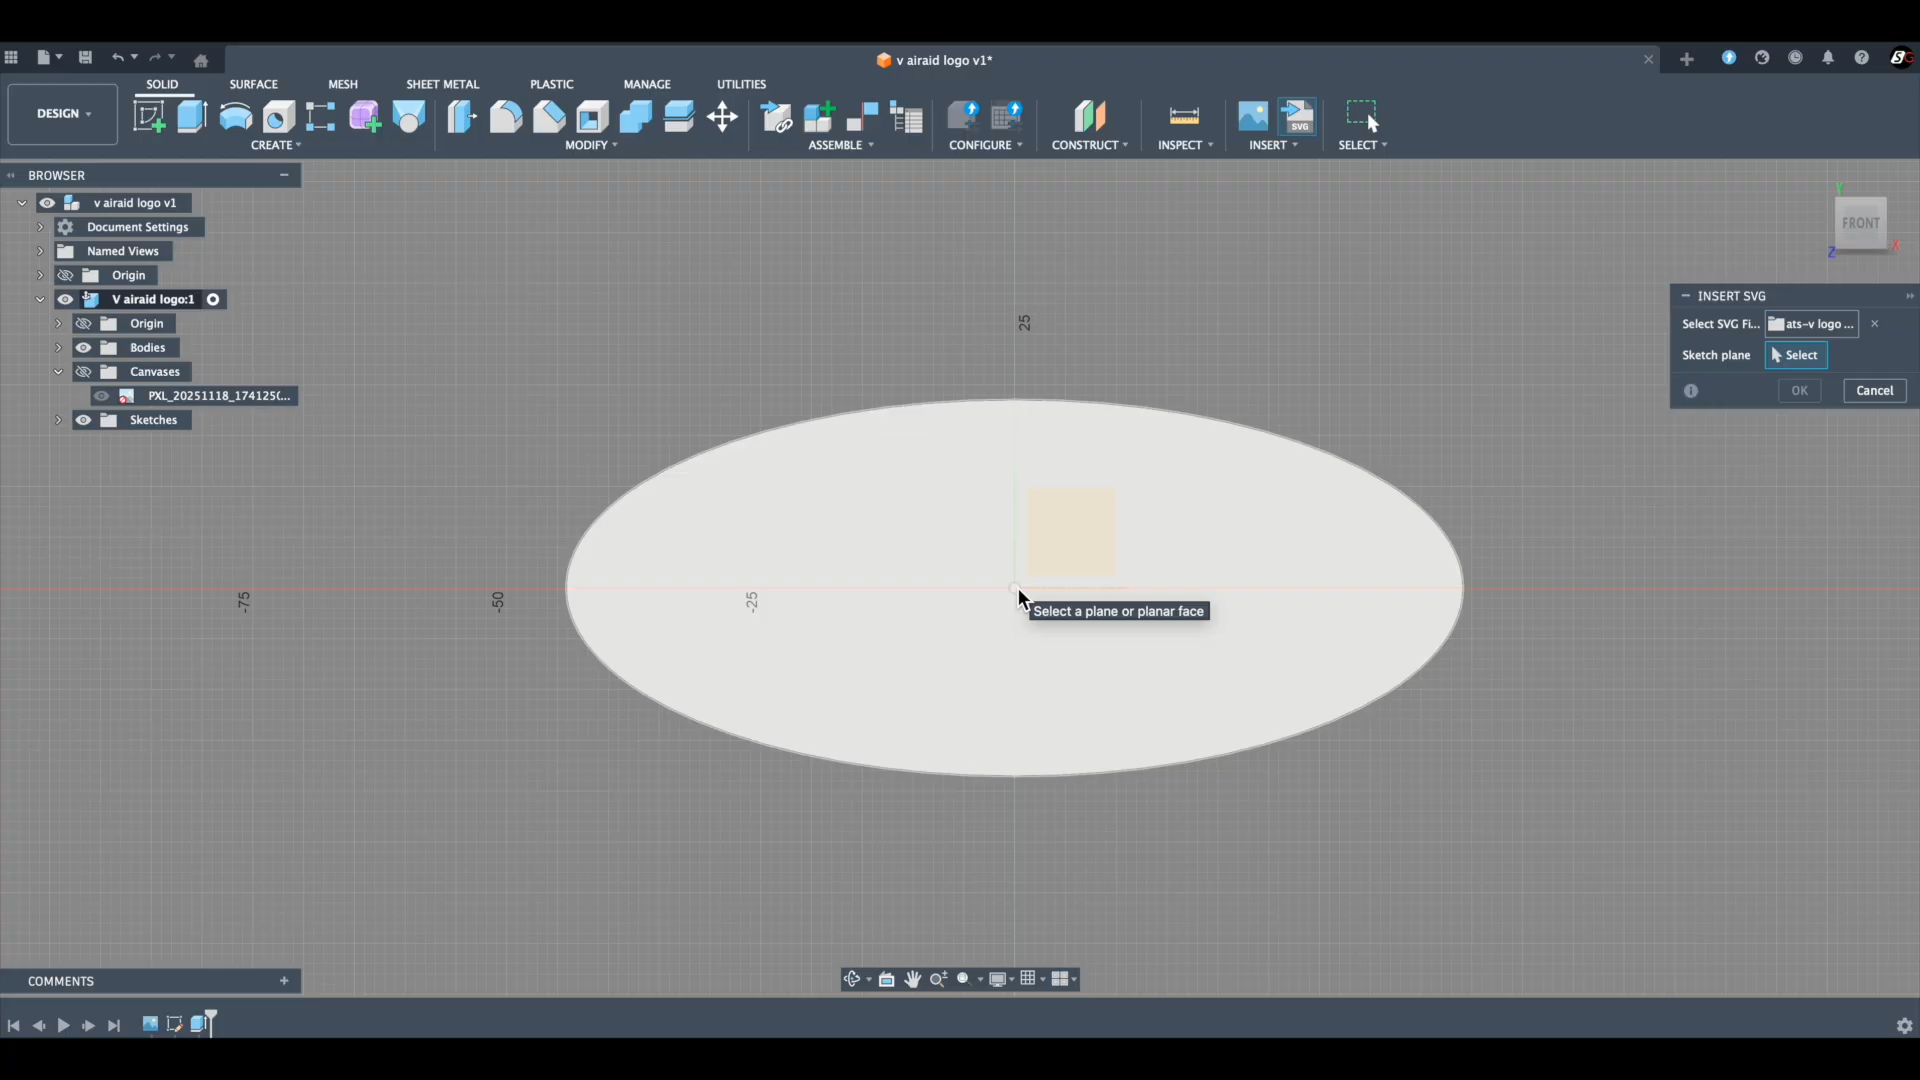 v airaid logo v1*
SOLID SURFACE MESH SHEET METAL PLASTIC MANAGE UTILITIES
DESIGN
SVG
CREATE MODIFY ASSEMBLE CONFIGURE CONSTRUCT INSPECT INSERT SELECT
BROWSER
v airaid logo v1
Document Settings
Named Views
Origin
V airaid logo:1
Origin
Bodies
Canvases
PXL_20251118_174125(...
Sketches
Y
FRONT
X
Z
INSERT SVG
Select SVG Fi... ats-v logo ...
Sketch plane Select
OK Cancel
25
-75
-50
-25
Select a plane or planar face
COMMENTS